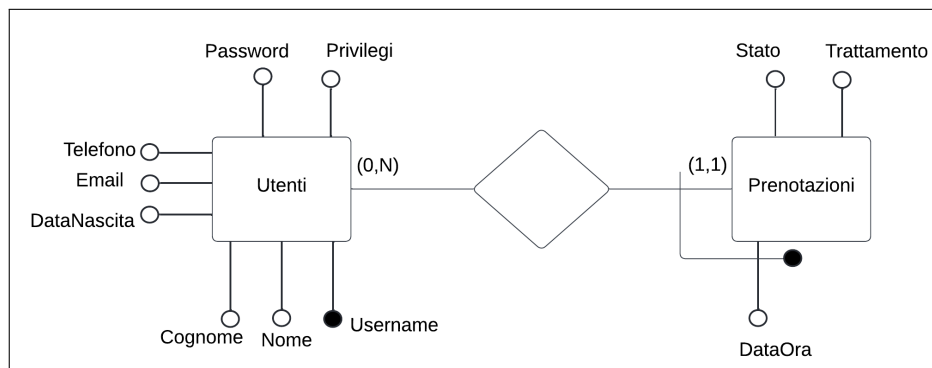 Password
Privilegi
Stato
Trattamento
Telefono
Email
DataNascita
Utenti
(0,N)
(1,1)
Prenotazioni
Cognome
Nome
Username
DataOra